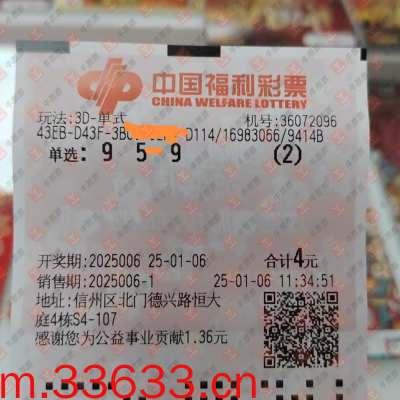 中国福利彩票
CHINA WELFARE LOTTERY
玩法:3D-单式 机号:36072096
D114/16983066/9414B
单选: 9 5 9 (2)
开奖期:2025006 25-01-06 合计4元
销售期:2025006-1 25-01-06 11:34:51
地址:信州区北门德兴路恒大
庭4栋S4-107
感谢您为公益事业贡献1.36元
m.33633.cn